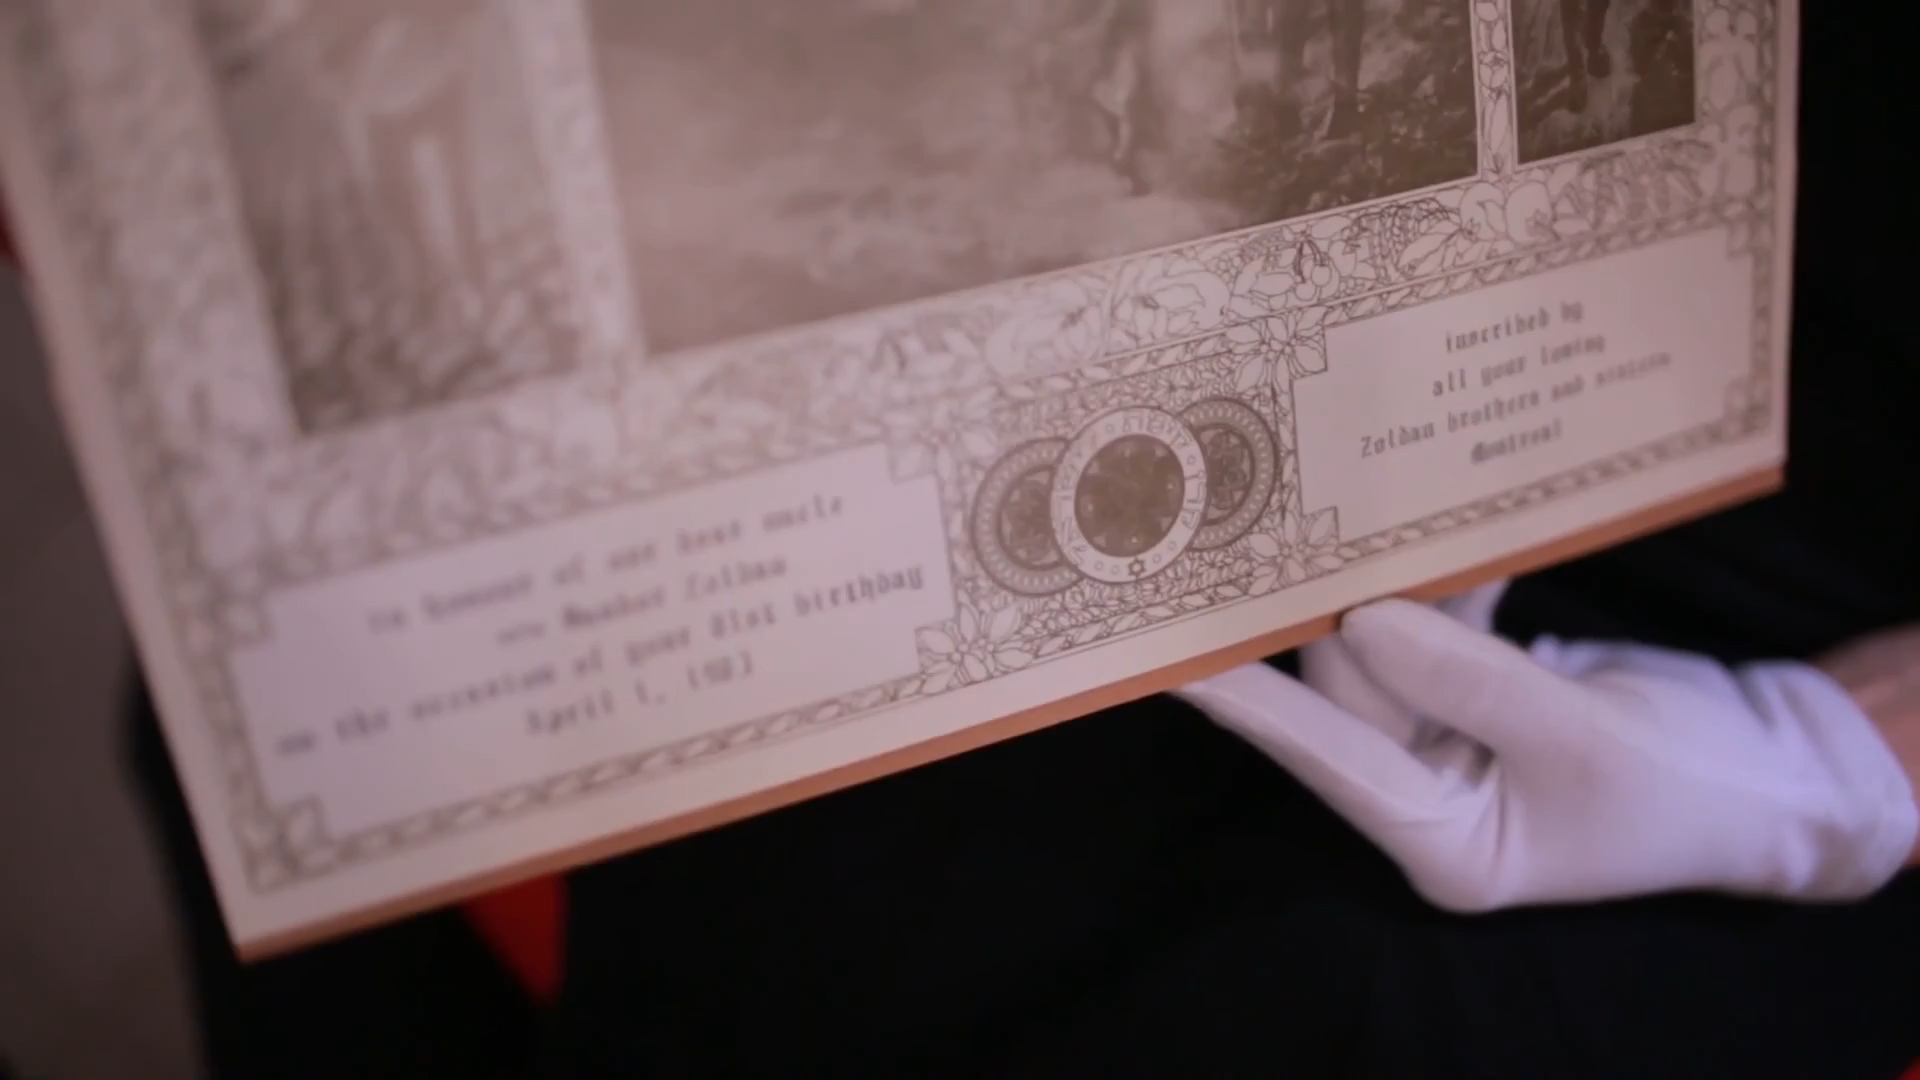 In honour of our dear uncle
Zoldan
on the occasion of your 81st birthday
April 1,
inscribed by
all your loving
Zoldan brothers and sisters
Montreal